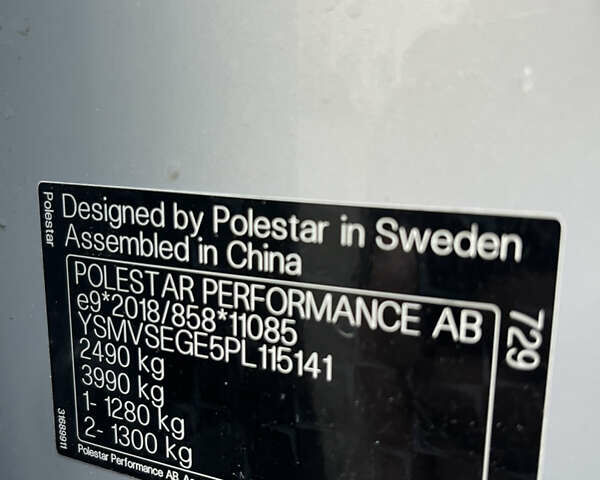 Polestar
Designed by Polestar in Sweden
Assembled in China
POLESTAR PERFORMANCE AB
e9*2018/858*11085
YSMVSEGE5PL115141
2490 kg
3990 kg
1- 1280 kg
2- 1300 kg
729
31689911
Polestar Performance AB,